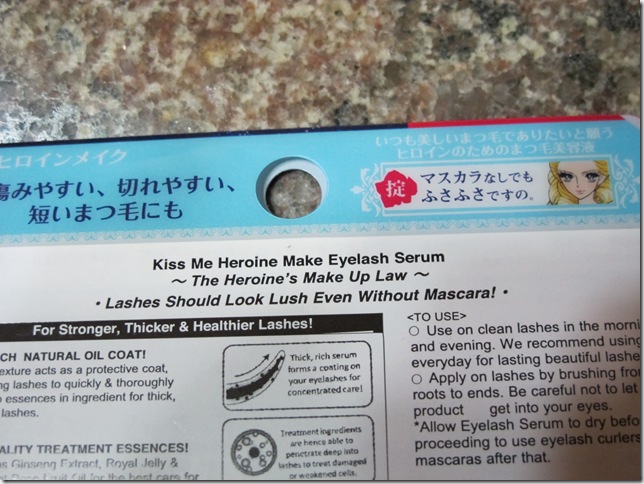 ヒロインメイク
傷みやすい、切れやすい、
短いまつ毛にも
いつも美しいまつ毛でありたいと願う
ヒロインのためのまつ毛美容液
掟
マスカラなしでも
ふさふさですの。
Kiss Me Heroine Make Eyelash Serum
～ The Heroine's Make Up Law ～
・Lashes Should Look Lush Even Without Mascara!・
For Stronger, Thicker & Healthier Lashes!
NATURAL OIL COAT!
acts as a protective coat,
lashes to quickly & thoroughly
essences in ingredient for thick,
lashes.
Thick, rich serum
forms a coating on
your eyelashes for
concentrated care!
TREATMENT ESSENCES!
Ginseng Extract, Royal Jelly &
Fruit Oil for the best care for
Treatment ingredients
are hence able to
penetrate deep into
lashes to treat damaged
or weakened cells.
<TO USE>
○ Use on clean lashes in the
and evening. We recommend using
everyday for lasting beautiful
○ Apply on lashes by brushing
roots to ends. Be careful not to let
product get into your eyes.
*Allow Eyelash Serum to dry
proceeding to use eyelash curlers
mascaras after that.